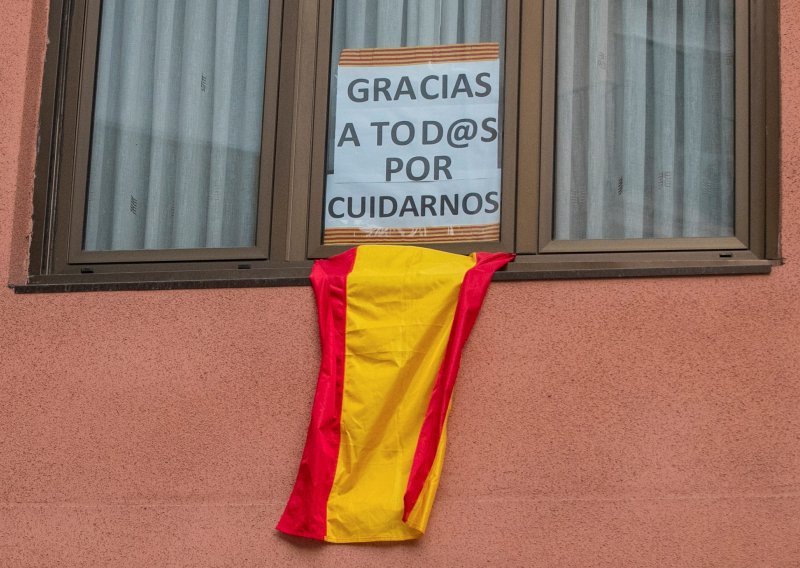 GRACIAS
A TOD@S
POR
CUIDARNOS